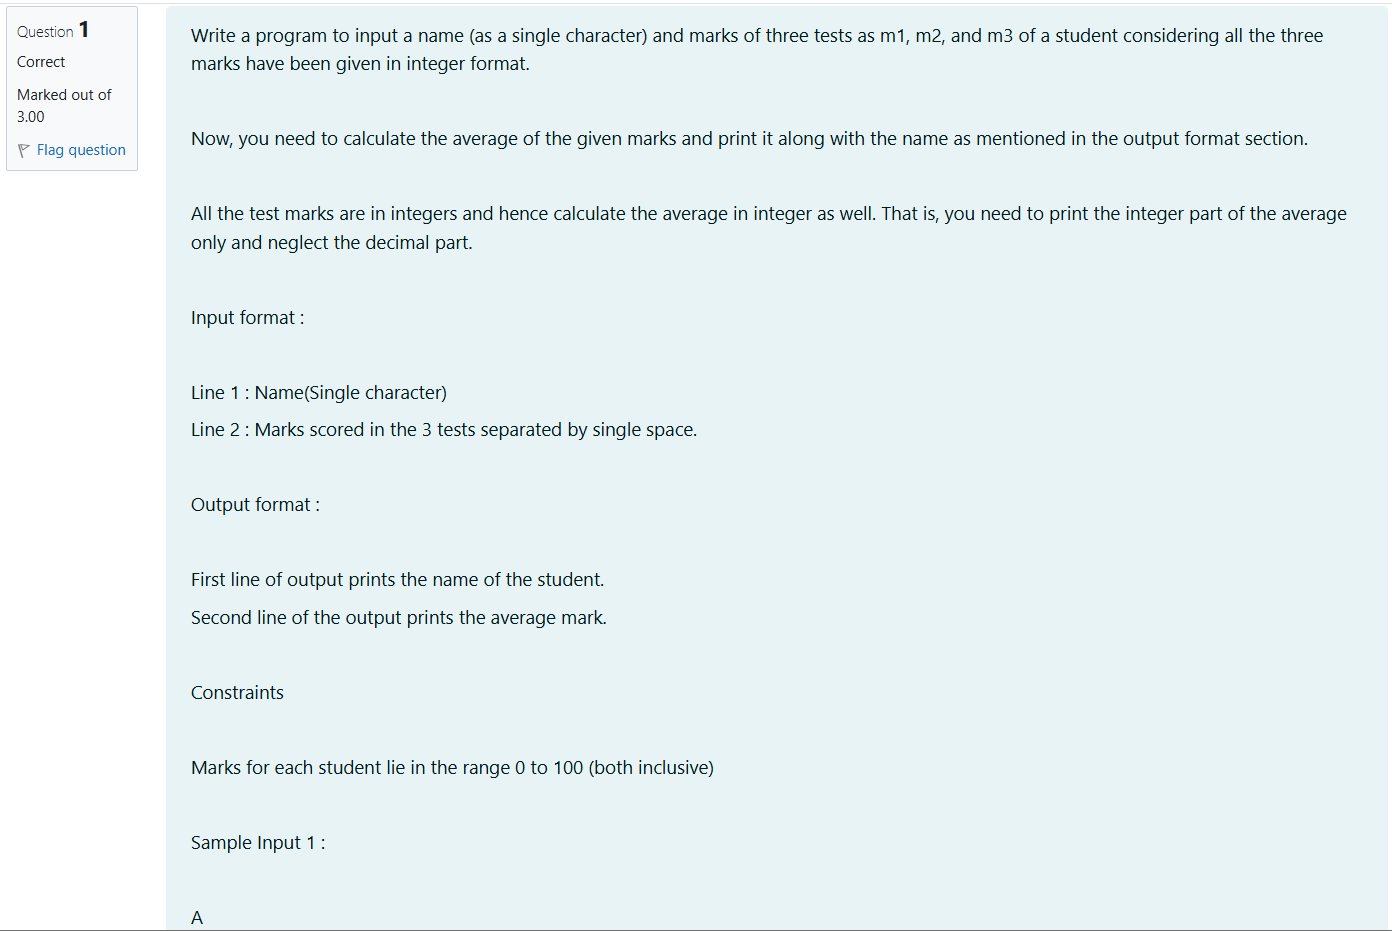 Question 1
Correct
Marked out of
3.00
Flag question
Write a program to input a name (as a single character) and marks of three tests as m1, m2, and m3 of a student considering all the three
marks have been given in integer format.
Now, you need to calculate the average of the given marks and print it along with the name as mentioned in the output format section.
All the test marks are in integers and hence calculate the average in integer as well. That is, you need to print the integer part of the average
only and neglect the decimal part.
Input format :
Line 1 : Name(Single character)
Line 2 : Marks scored in the 3 tests separated by single space.
Output format :
First line of output prints the name of the student.
Second line of the output prints the average mark.
Constraints
Marks for each student lie in the range 0 to 100 (both inclusive)
Sample Input 1 :
A